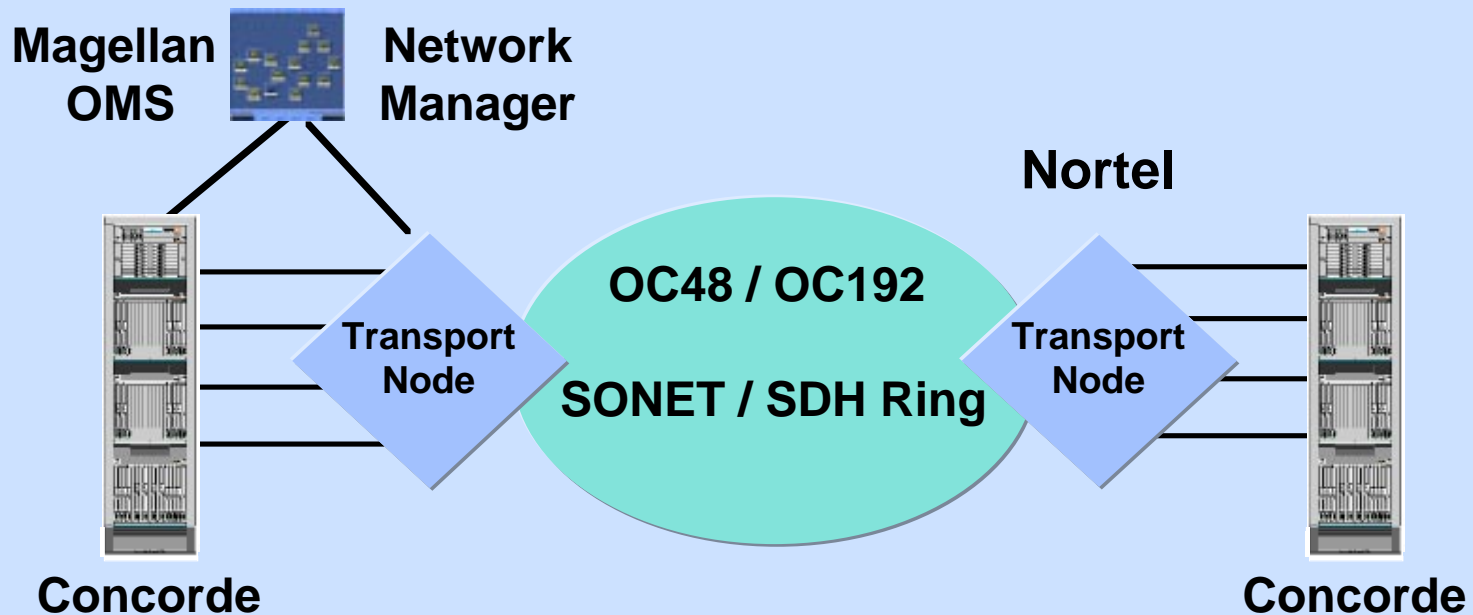 Magellan
OMS
Network
Manager
Nortel
OC48 / OC192
SONET / SDH Ring
Transport
Node
Transport
Node
Concorde
Concorde